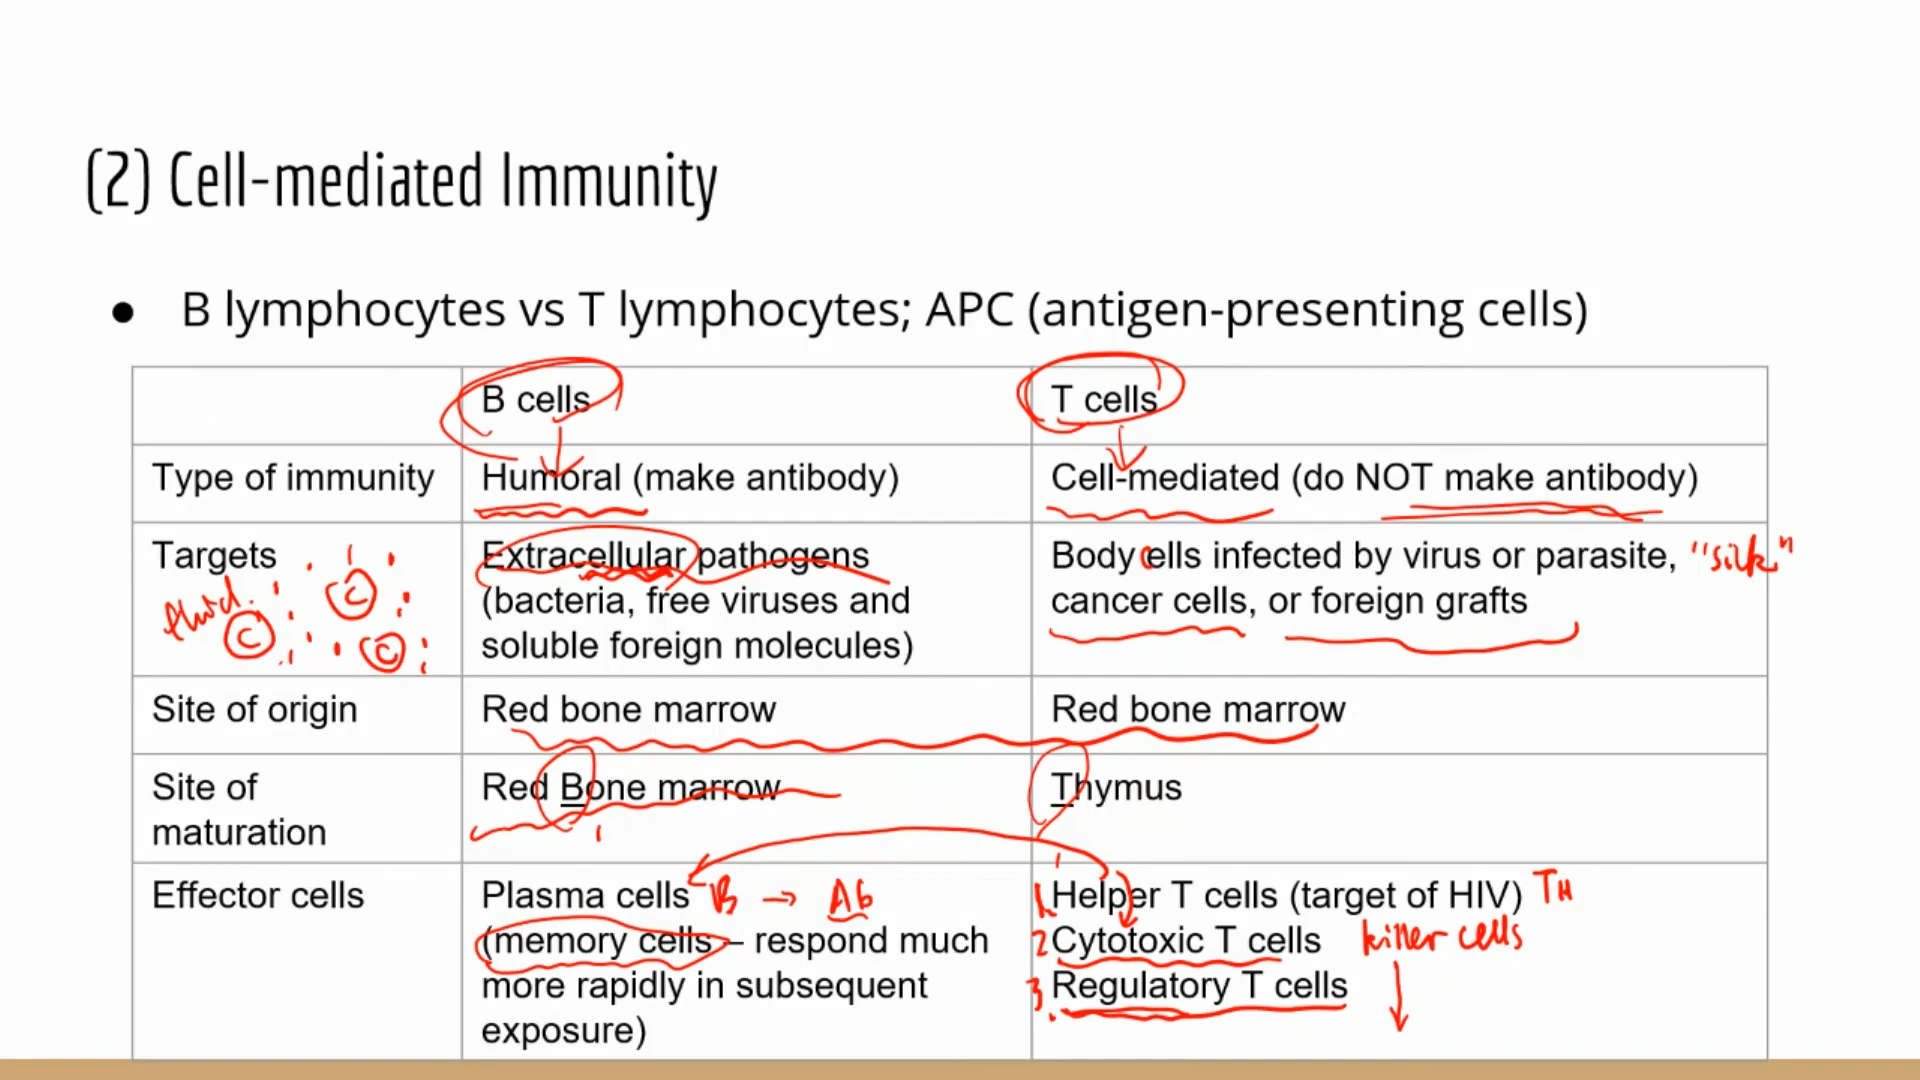 (2) Cell-mediated Immunity
● B lymphocytes vs T lymphocytes; APC (antigen-presenting cells)
B cells
T cells
Type of immunity
Humoral (make antibody)
Cell-mediated (do NOT make antibody)
Targets
fluid
C
C
C
Extracellular pathogens
(bacteria, free viruses and
soluble foreign molecules)
Body cells infected by virus or parasite, "sick"
cancer cells, or foreign grafts
Site of origin
Red bone marrow
Red bone marrow
Site of
maturation
Red Bone marrow
Thymus
Effector cells
Plasma cells B → Ab
(memory cells – respond much
more rapidly in subsequent
exposure)
1. Helper T cells (target of HIV) TH
2 Cytotoxic T cells killer cells
3. Regulatory T cells